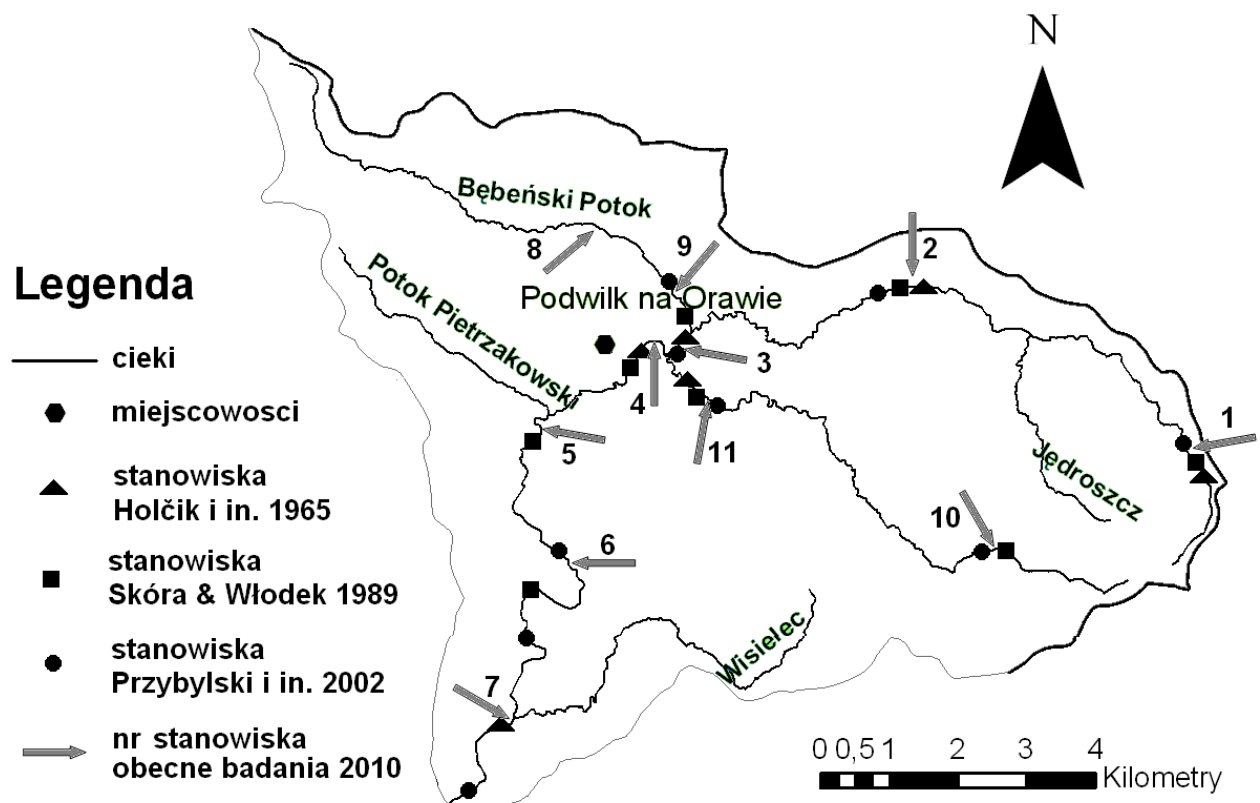 N
Bębeński Potok
Potok Pietrzakowski
Podwilk na Orawie
Jędroszcz
Wisielec
1
2
3
4
5
6
7
8
9
10
11
Legenda
cieki
miejscowosci
stanowiska
Holčik i in. 1965
stanowiska
Skóra & Włodek 1989
stanowiska
Przybylski i in. 2002
nr stanowiska
obecne badania 2010
0 0,5 1 2 3 4
Kilometry